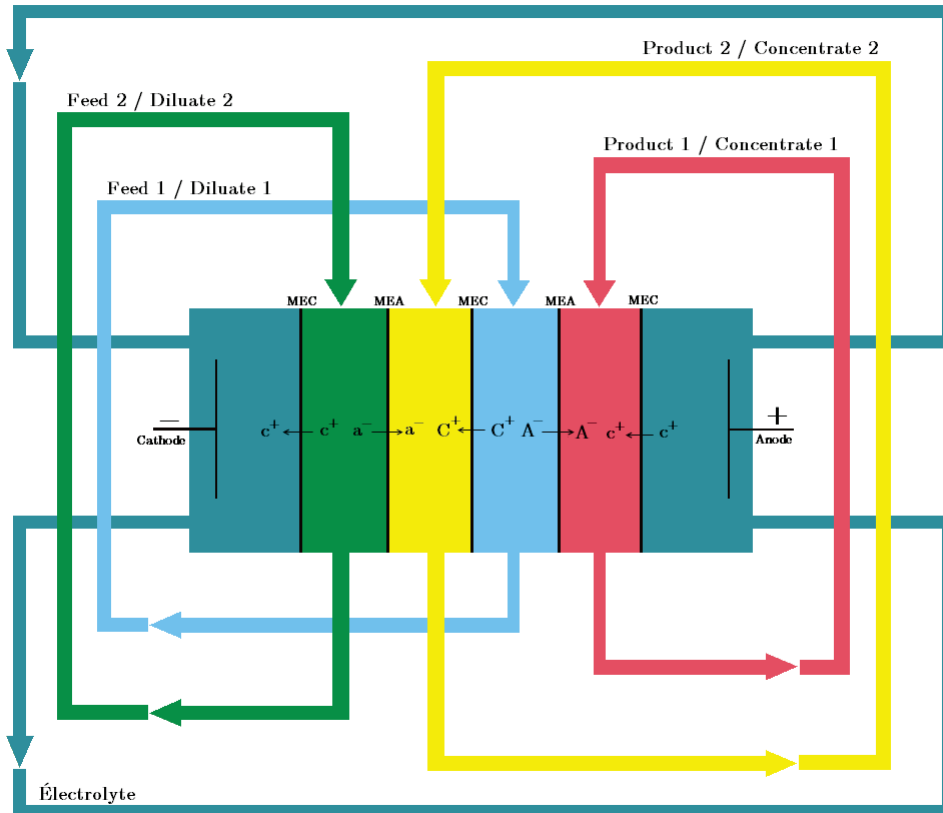 Product 2 / Concentrate 2
Feed 2 / Diluate 2
Product 1 / Concentrate 1
Feed 1 / Diluate 1
MEC MEA MEC MEA MEC
− +
Cathode c⁺ c⁺ a⁻ a⁻ C⁺ C⁺ A⁻ A⁻ c⁺ c⁺ Anode
Électrolyte